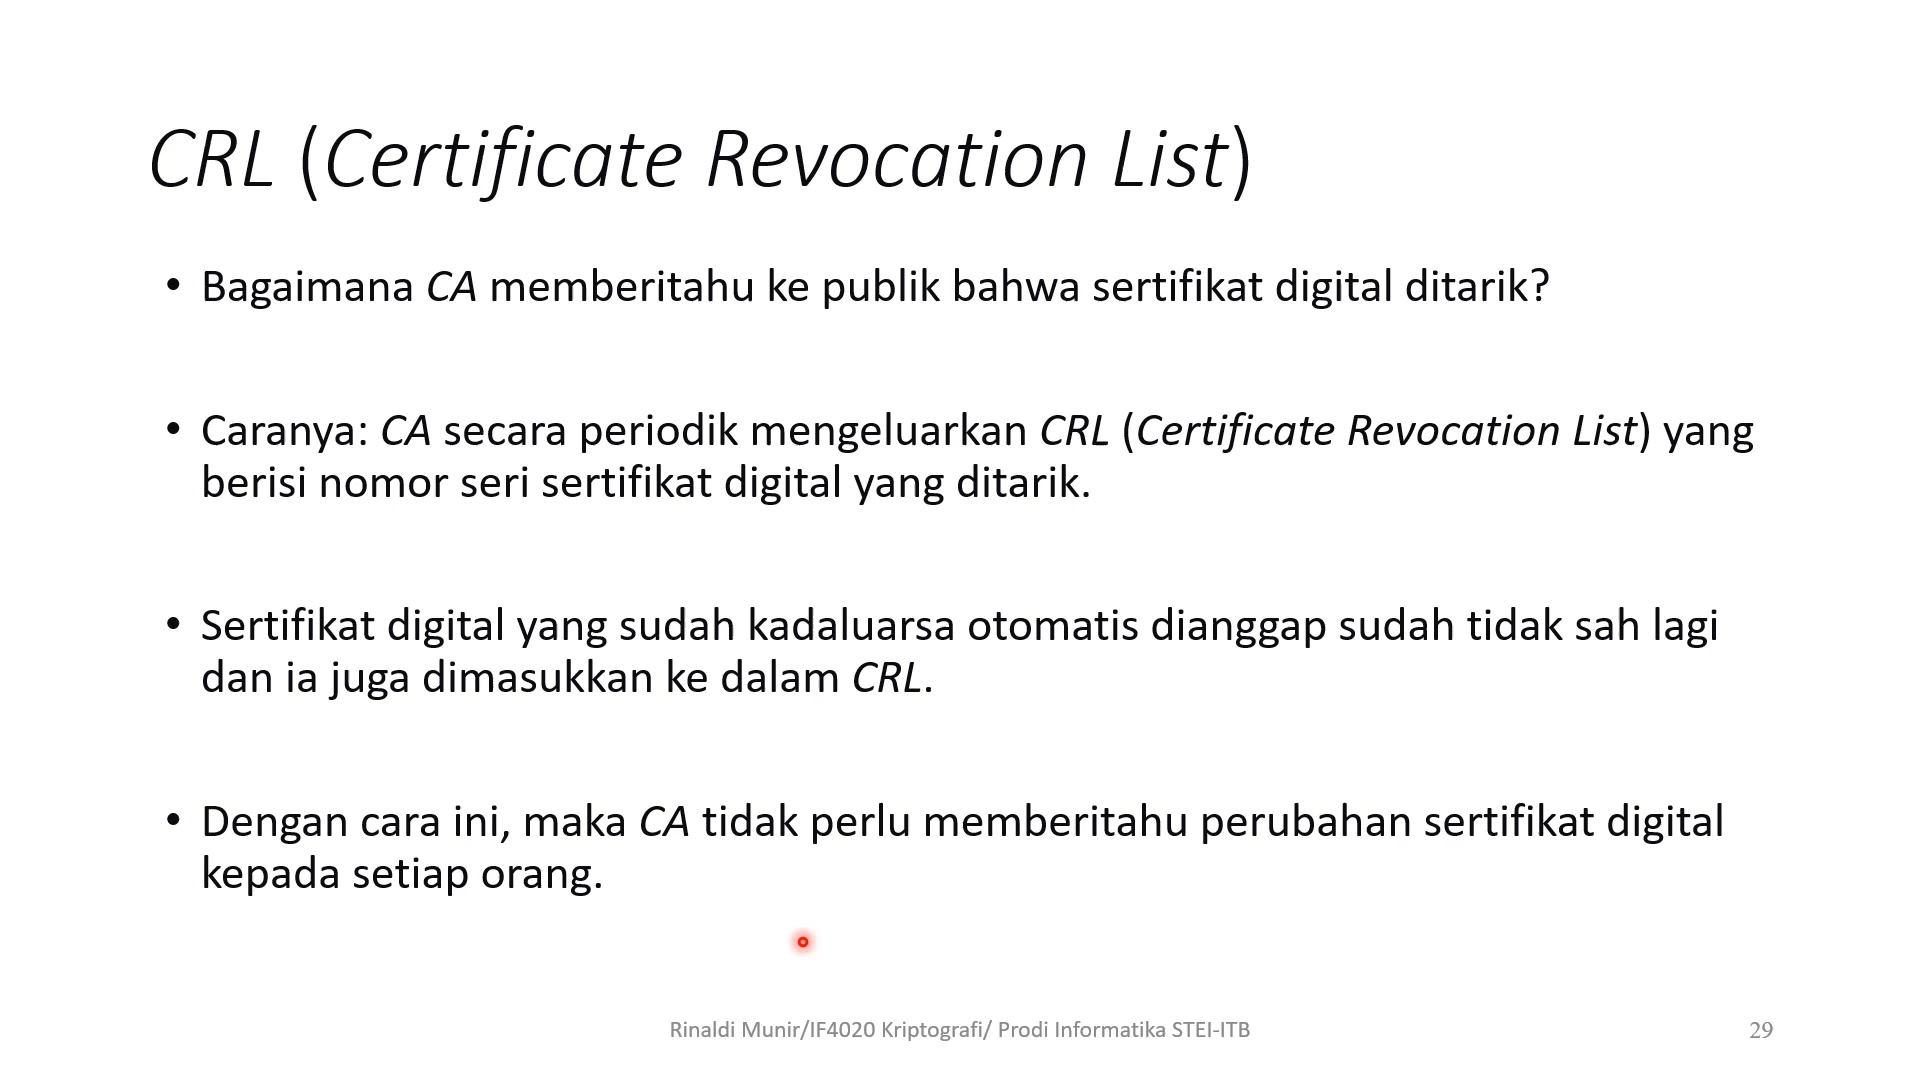 CRL (Certificate Revocation List)
• Bagaimana CA memberitahu ke publik bahwa sertifikat digital ditarik?
• Caranya: CA secara periodik mengeluarkan CRL (Certificate Revocation List) yang
berisi nomor seri sertifikat digital yang ditarik.
• Sertifikat digital yang sudah kadaluarsa otomatis dianggap sudah tidak sah lagi
dan ia juga dimasukkan ke dalam CRL.
• Dengan cara ini, maka CA tidak perlu memberitahu perubahan sertifikat digital
kepada setiap orang.
Rinaldi Munir/IF4020 Kriptografi/ Prodi Informatika STEI-ITB
29